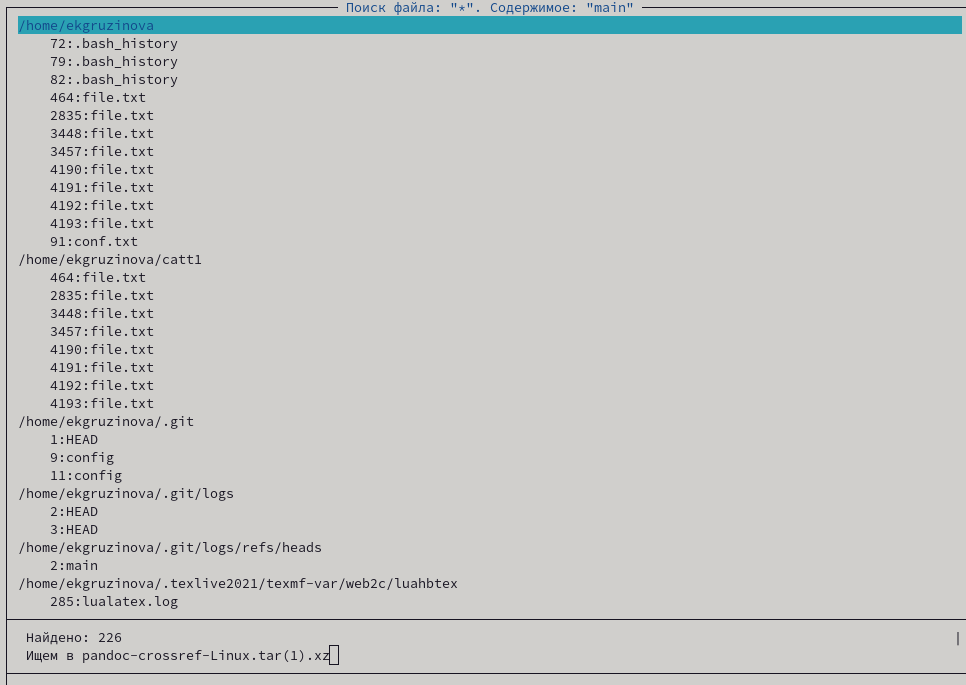 Поиск файла: "*". Содержимое: "main"
/home/ekgruzinova
72:.bash_history
79:.bash_history
82:.bash_history
464:file.txt
2835:file.txt
3448:file.txt
3457:file.txt
4190:file.txt
4191:file.txt
4192:file.txt
4193:file.txt
91:conf.txt
/home/ekgruzinova/catt1
464:file.txt
2835:file.txt
3448:file.txt
3457:file.txt
4190:file.txt
4191:file.txt
4192:file.txt
4193:file.txt
/home/ekgruzinova/.git
1:HEAD
9:config
11:config
/home/ekgruzinova/.git/logs
2:HEAD
3:HEAD
/home/ekgruzinova/.git/logs/refs/heads
2:main
/home/ekgruzinova/.texlive2021/texmf-var/web2c/luahbtex
285:lualatex.log
Найдено: 226 |
Ищем в pandoc-crossref-Linux.tar(1).xz